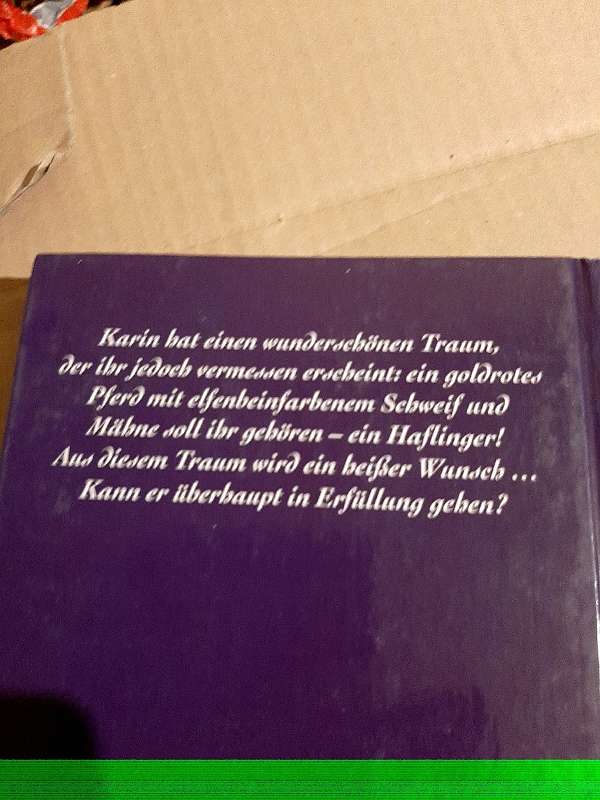 Karin hat einen wunderschönen Traum,
der ihr jedoch vermessen erscheint: ein goldrotes
Pferd mit elfenbeinfarbenem Schweif und
Mähne soll ihr gehören – ein Haflinger!
Aus diesem Traum wird ein heißer Wunsch ...
Kann er überhaupt in Erfüllung gehen?